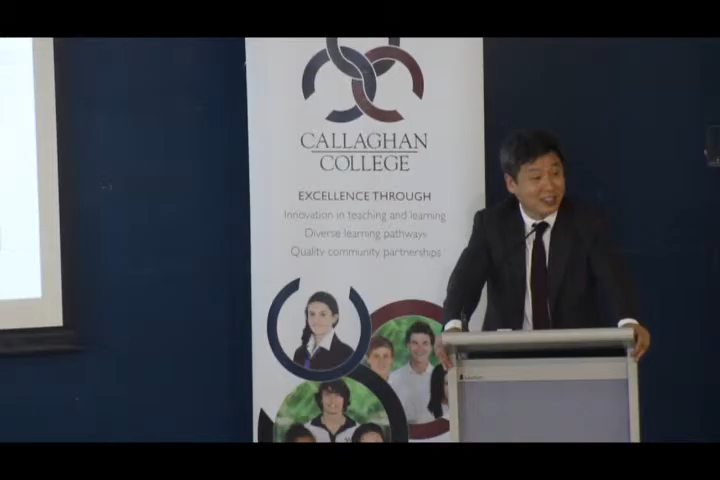 CALLAGHAN
COLLEGE
EXCELLENCE THROUGH
Innovation in teaching and learning
Diverse learning pathways
Quality community partnerships